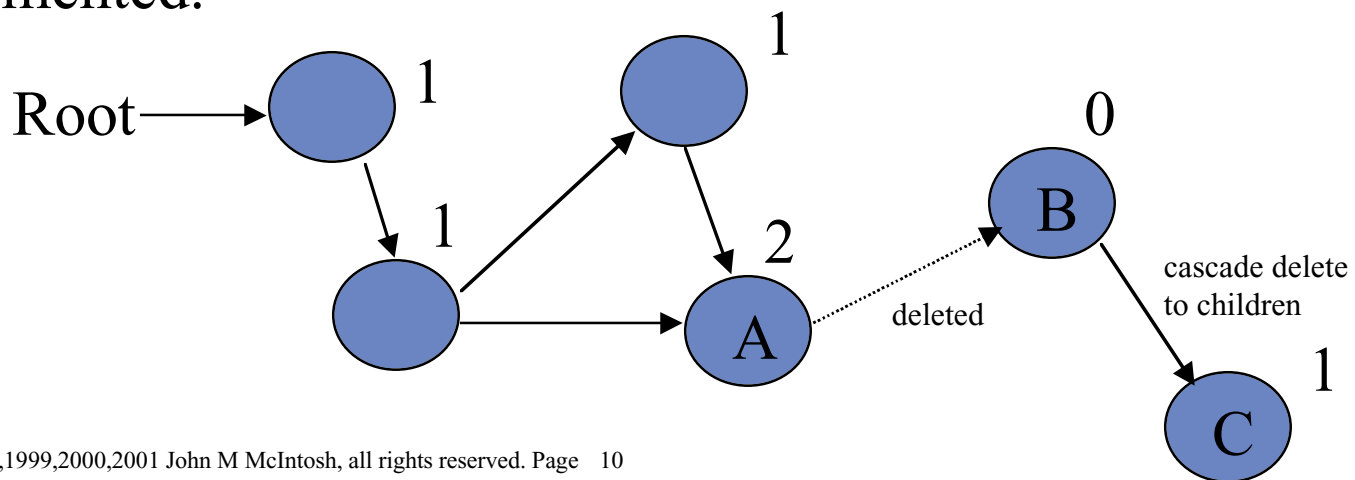 Root
1
1
1
2
A
deleted
0
B
cascade delete
to children
1
C
,1999,2000,2001 John M McIntosh, all rights reserved. Page 10